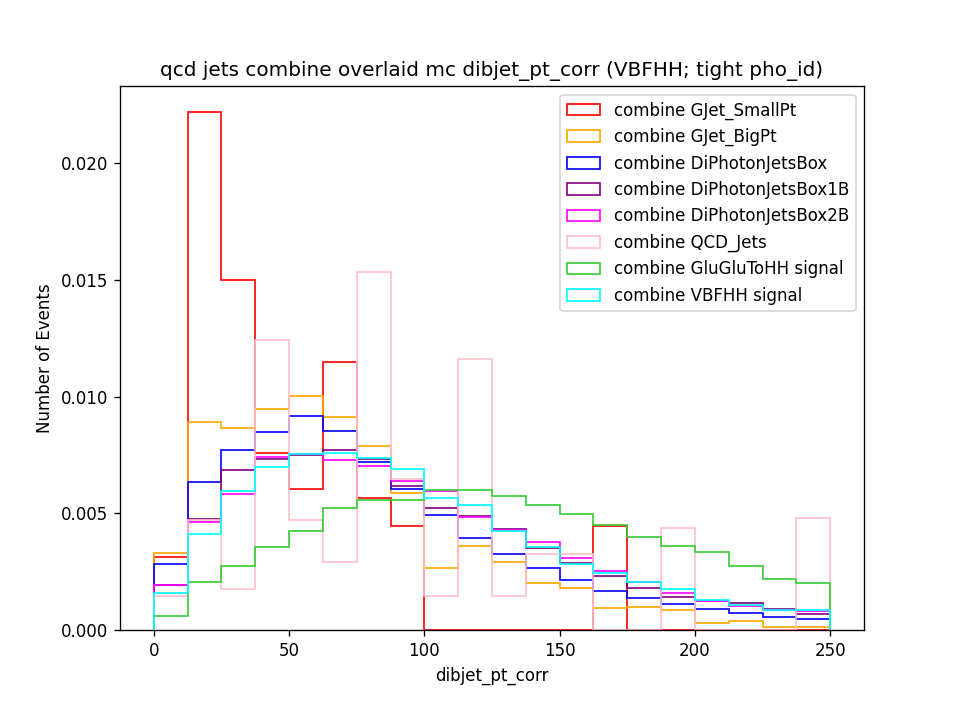 qcd jets combine overlaid mc dibjet_pt_corr (VBFHH; tight pho_id)
combine GJet_SmallPt
combine GJet_BigPt
combine DiPhotonJetsBox
combine DiPhotonJetsBox1B
combine DiPhotonJetsBox2B
combine QCD_Jets
combine GluGluToHH signal
combine VBFHH signal
Number of Events
0.020
0.015
0.010
0.005
0.000
0 50 100 150 200 250
dibjet_pt_corr